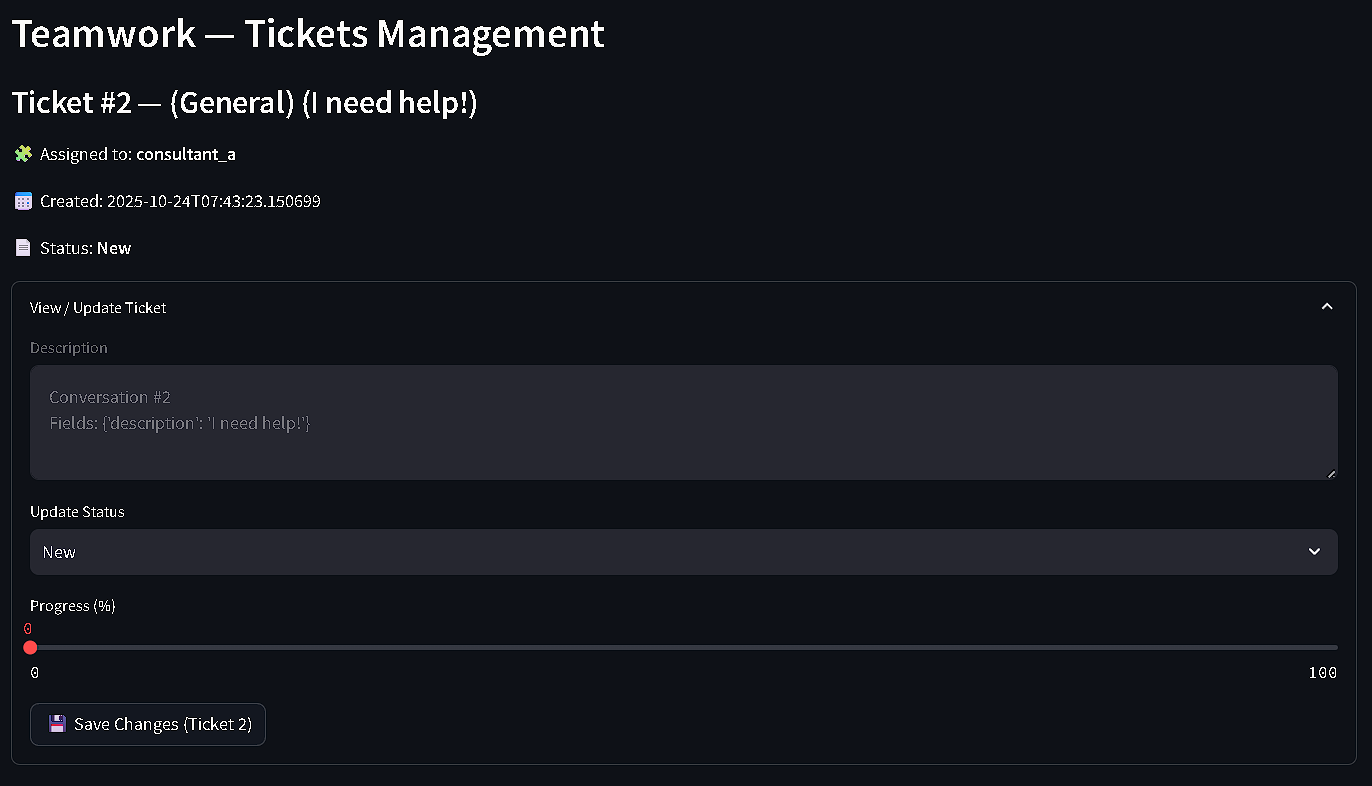 Teamwork — Tickets Management
Ticket #2 — (General) (I need help!)
Assigned to: consultant_a
Created: 2025-10-24T07:43:23.150699
Status: New
View / Update Ticket
Description
Conversation #2
Fields: {'description': 'I need help!'}
Update Status
New
Progress (%)
0
0
100
Save Changes (Ticket 2)